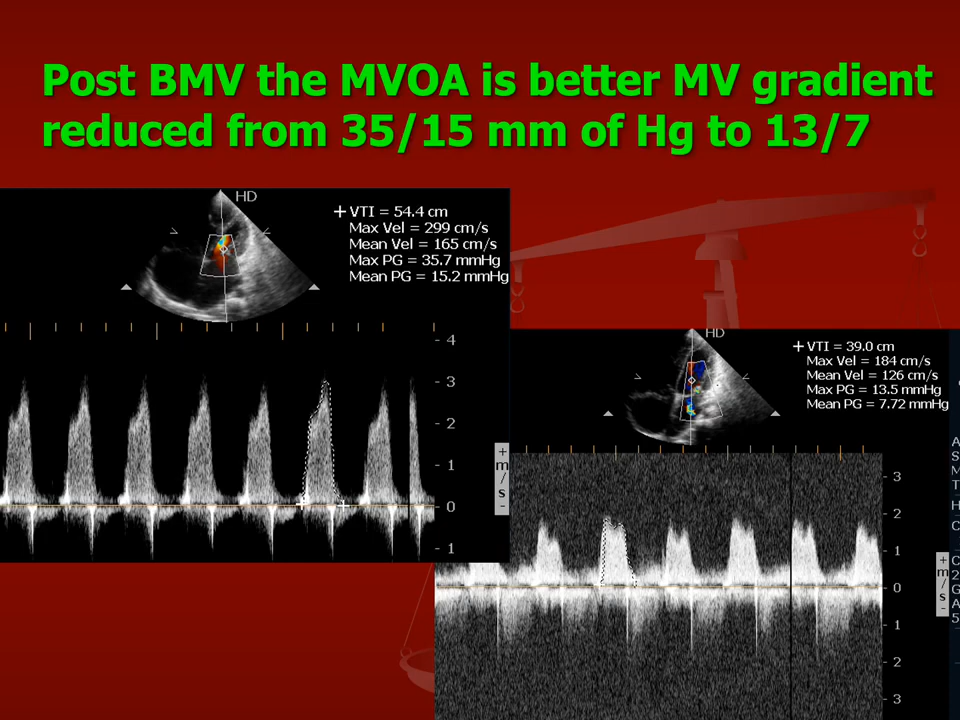 Post BMV the MVOA is better MV gradient
reduced from 35/15 mm of Hg to 13/7
HD
+ VTI = 54.4 cm
Max Vel = 299 cm/s
Mean Vel = 165 cm/s
Max PG = 35.7 mmHg
Mean PG = 15.2 mmHg
- 4
- 3
- 2
- 1
- 0
- 1
+
m
/
s
-
HD
+ VTI = 39.0 cm
Max Vel = 184 cm/s
Mean Vel = 126 cm/s
Max PG = 13.5 mmHg
Mean PG = 7.72 mmHg
- 3
- 2
- 1
- 0
- 1
- 2
- 3
+
m
/
s
-
A
S
M
T
H
C
C
2
G
A
5